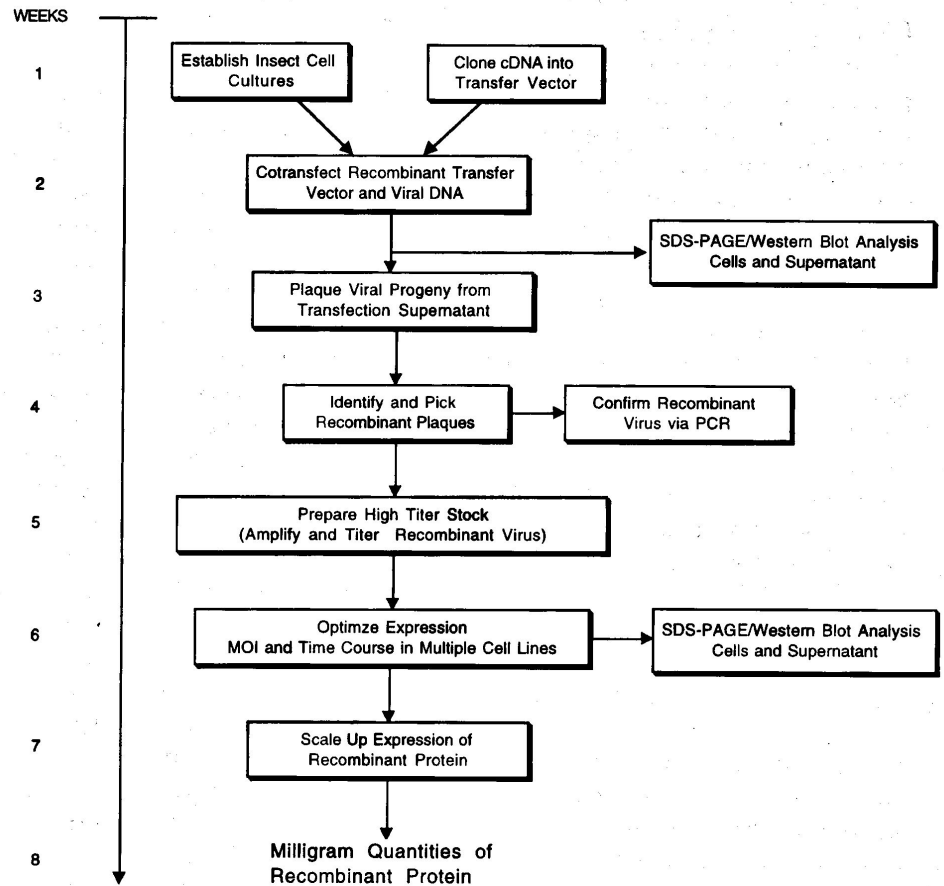 WEEKS
1
Establish Insect Cell
Cultures
Clone cDNA into
Transfer Vector
2
Cotransfect Recombinant Transfer
Vector and Viral DNA
SDS-PAGE/Western Blot Analysis
Cells and Supernatant
3
Plaque Viral Progeny from
Transfection Supernatant
4
Identify and Pick
Recombinant Plaques
Confirm Recombinant
Virus via PCR
5
Prepare High Titer Stock
(Amplify and Titer Recombinant Virus)
6
Optimze Expression
MOI and Time Course in Multiple Cell Lines
SDS-PAGE/Western Blot Analysis
Cells and Supernatant
7
Scale Up Expression of
Recombinant Protein
8
Milligram Quantities of
Recombinant Protein